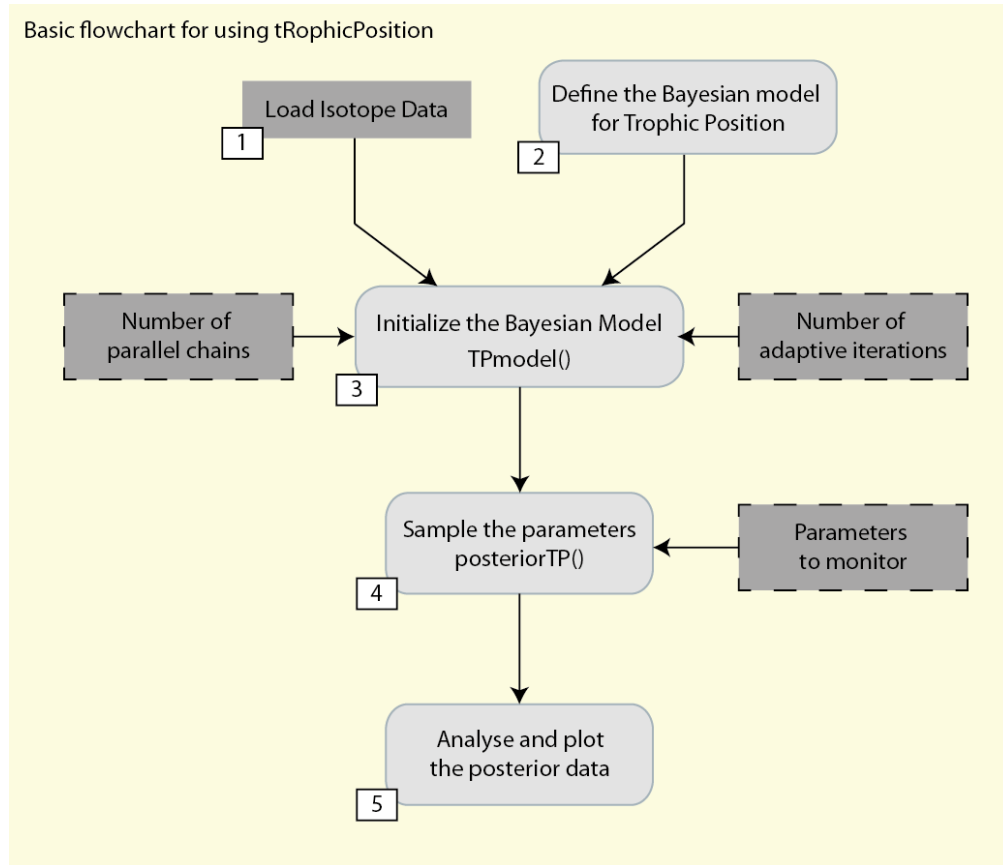 Basic flowchart for using tRophicPosition
Load Isotope Data
1
Define the Bayesian model
for Trophic Position
2
Number of
parallel chains
Initialize the Bayesian Model
TPmodel()
3
Number of
adaptive iterations
Sample the parameters
posteriorTP()
4
Parameters
to monitor
Analyse and plot
the posterior data
5